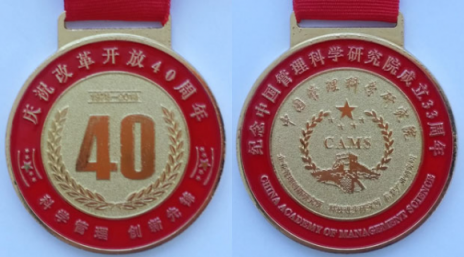 庆祝改革开放40周年
1978-2018
40
科学管理 创新先锋
纪念中国管理科学研究院成立33周年
中国管理科学研究院
CAMS
CHINA ACADEMY OF MANAGEMENT SCIENCE